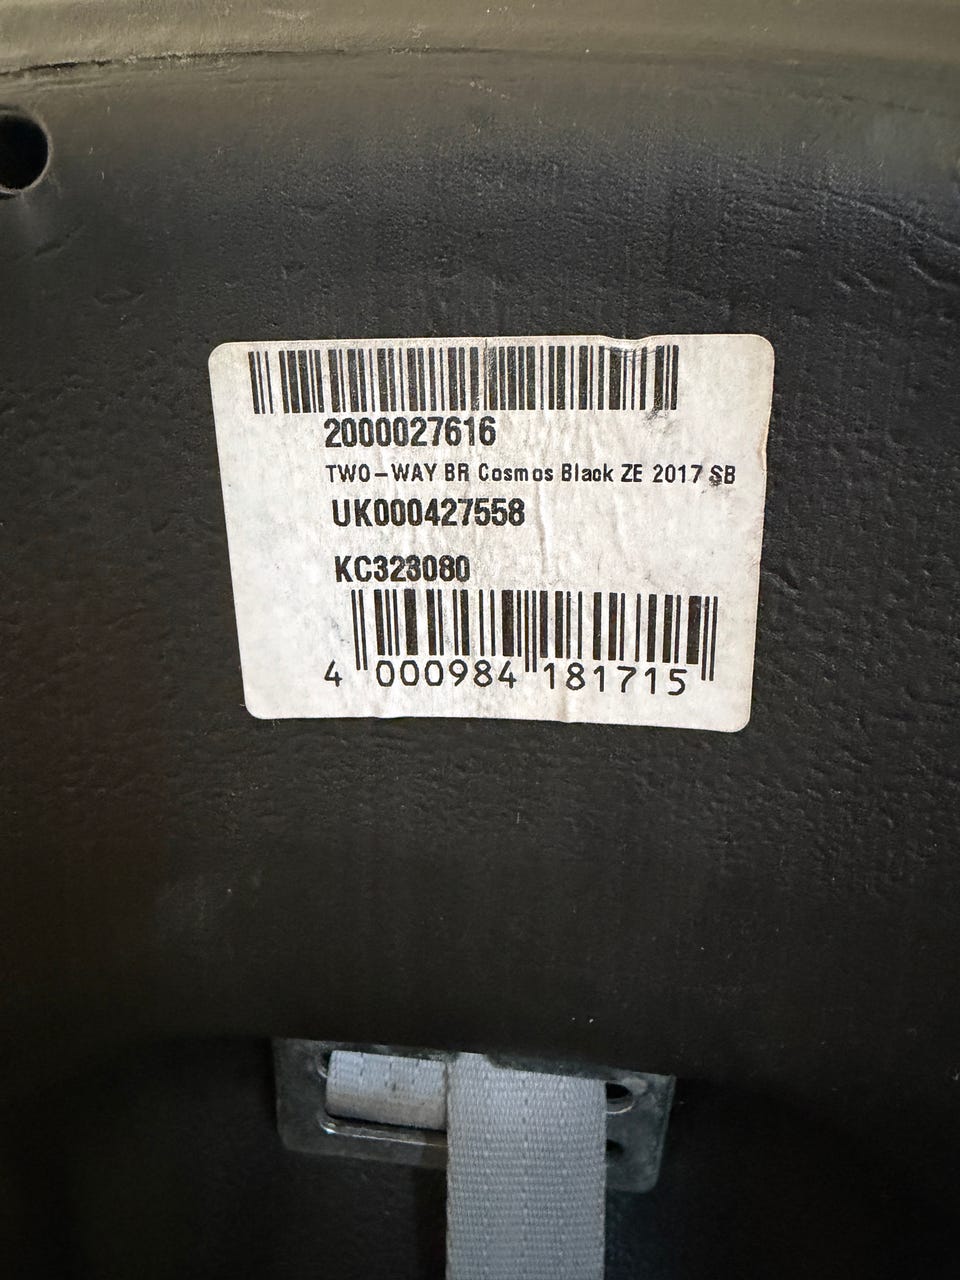 2000027616
TWO-WAY BR Cosmos Black ZE 2017 SB
UK000427558
KC323080
4 000984 181715